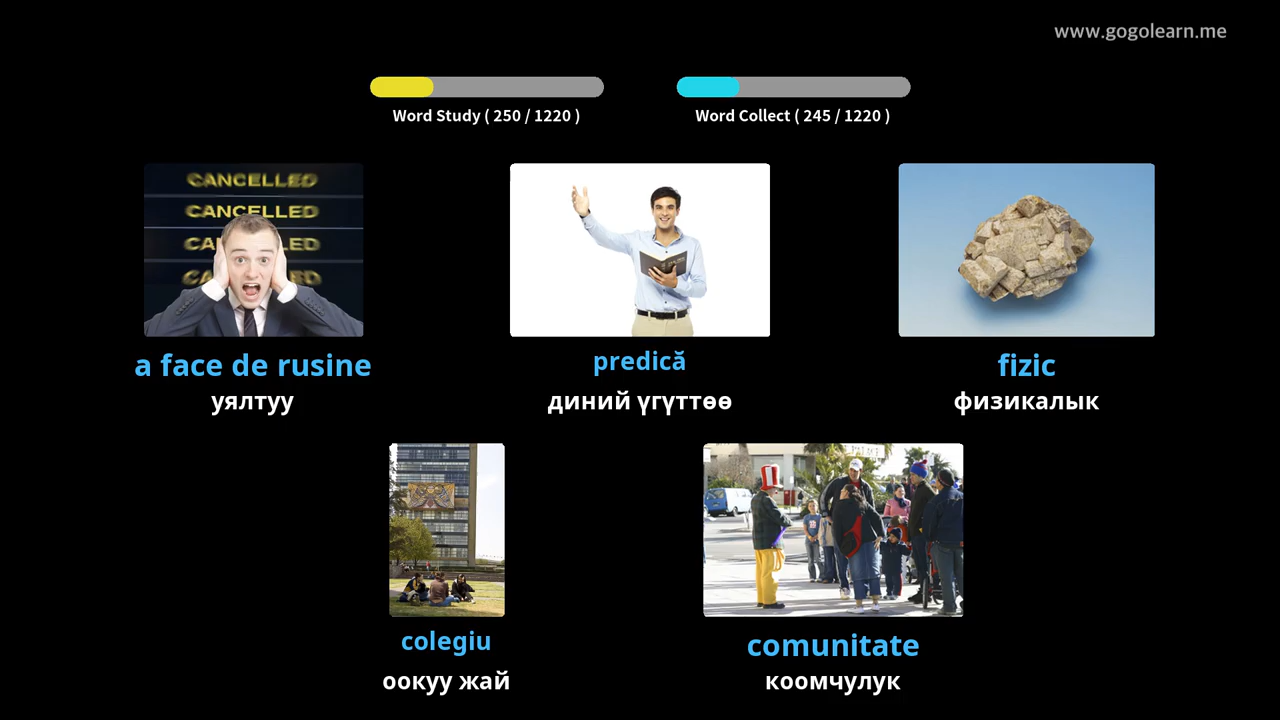 www.gogolearn.me
Word Study ( 250 / 1220 )
Word Collect ( 245 / 1220 )
CANCELLED
CANCELLED
a face de rusine
уялтуу
predică
диний үгүттөө
fizic
физикалык
colegiu
окуу жай
comunitate
коомчулук